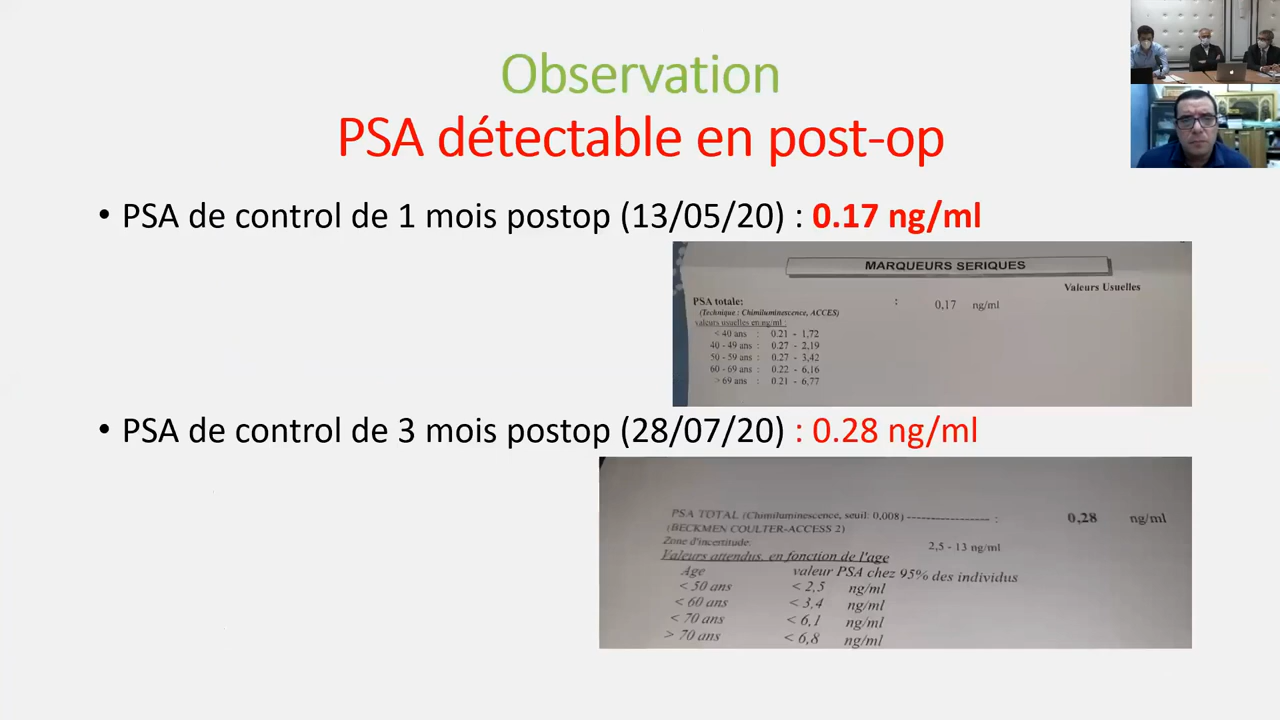 Observation
PSA détectable en post-op
• PSA de control de 1 mois postop (13/05/20) : 0.17 ng/ml
MARQUEURS SERIQUES
Valeurs Usuelles
PSA totale: : 0,17 ng/ml
(Technique : Chimiluminescence, ACCES)
valeurs usuelles en ng/ml :
< 40 ans : 0.21 - 1,72
40 - 49 ans : 0.27 - 2,19
50 - 59 ans : 0.27 - 3,42
60 - 69 ans : 0.22 - 6,16
> 69 ans : 0.21 - 6,77
• PSA de control de 3 mois postop (28/07/20) : 0.28 ng/ml
PSA TOTAL (Chimiluminescence, seuil: 0,008) ---------------- : 0,28 ng/ml
(BECKMEN COULTER-ACCESS 2)
Zone d'incertitude. 2,5 - 13 ng/ml
Valeurs attendus, en fonction de l'age
Age valeur PSA chez 95% des individus
< 50 ans < 2,5 ng/ml
< 60 ans < 3,4 ng/ml
< 70 ans < 6,1 ng/ml
> 70 ans < 6,8 ng/ml